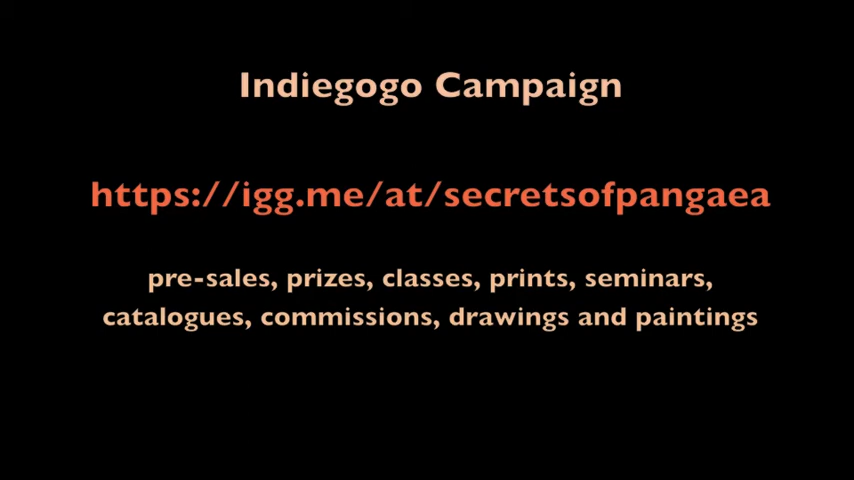 Indiegogo Campaign
https://igg.me/at/secretsofpangaea
pre-sales, prizes, classes, prints, seminars,
catalogues, commissions, drawings and paintings